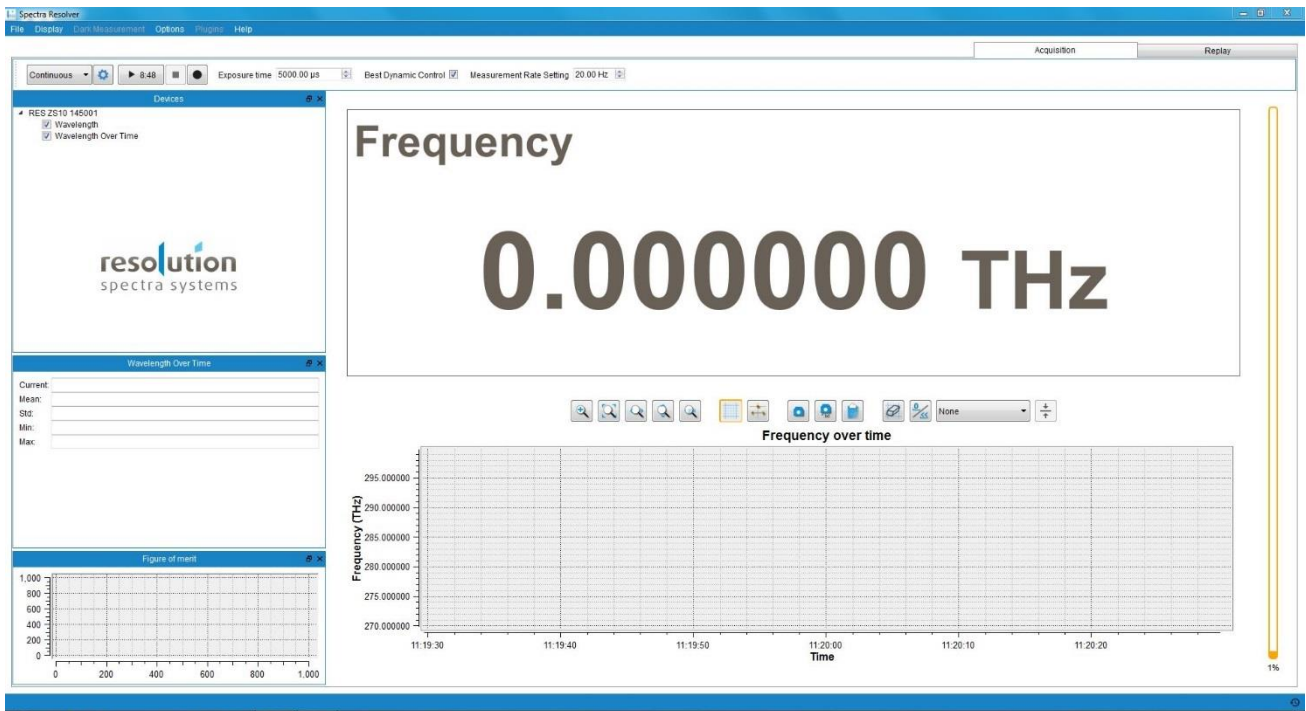 Spectra Resolver
File Display Dark Measurement Options Plugins Help
Acquisition Replay
Continuous 8:48 Exposure time 5000.00 µs Best Dynamic Control Measurement Rate Setting 20.00 Hz
Devices
RES ZS10 145001
Wavelength
Wavelength Over Time
resolution
spectra systems
Frequency
0.000000 THz
Wavelength Over Time
Current:
Mean:
Std:
Min:
Max:
None
Frequency over time
Frequency (THz)
295.000000
290.000000
285.000000
280.000000
275.000000
270.000000
11:19:30 11:19:40 11:19:50 11:20:00 11:20:10 11:20:20
Time
1%
Figure of merit
1,000
800
600
400
200
0
0 200 400 600 800 1,000